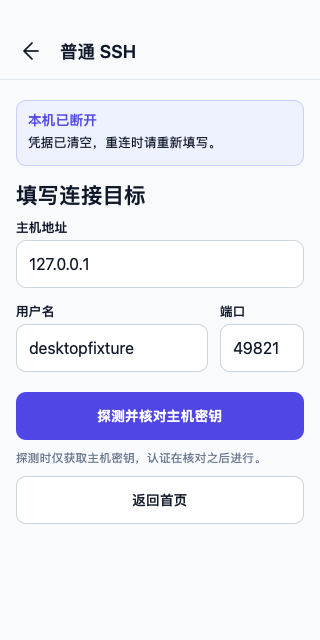 普通 SSH
本机已断开
凭据已清空，重连时请重新填写。
填写连接目标
主机地址
127.0.0.1
用户名
端口
desktopfixture
49821
探测并核对主机密钥
探测时仅获取主机密钥，认证在核对之后进行。
返回首页